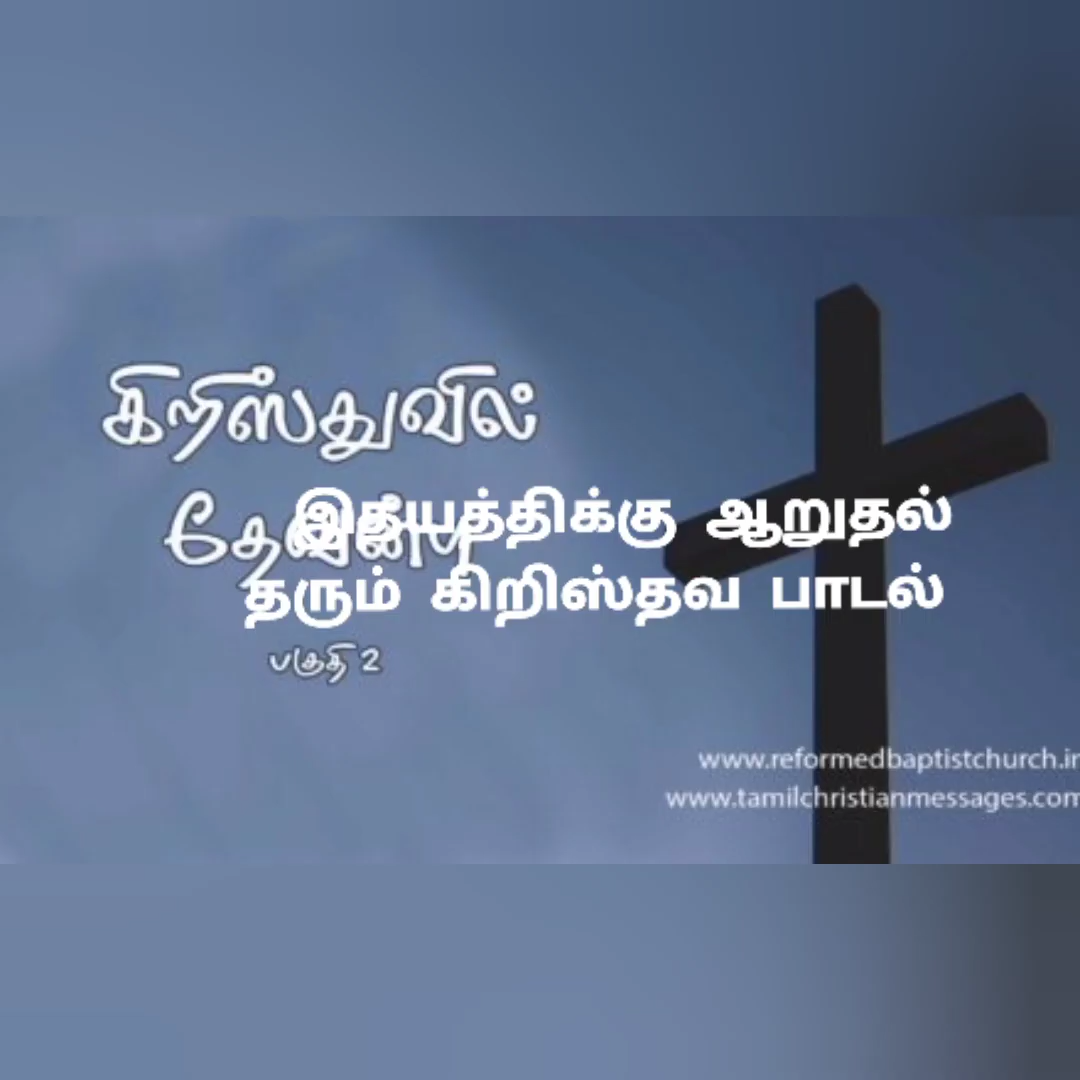 கிறிஸ்துவில்
இதயத்திக்கு ஆறுதல்
தரும் கிறிஸ்தவ பாடல்
பகுதி 2
www.reformedbaptistchurch.in
www.tamilchristianmessages.com